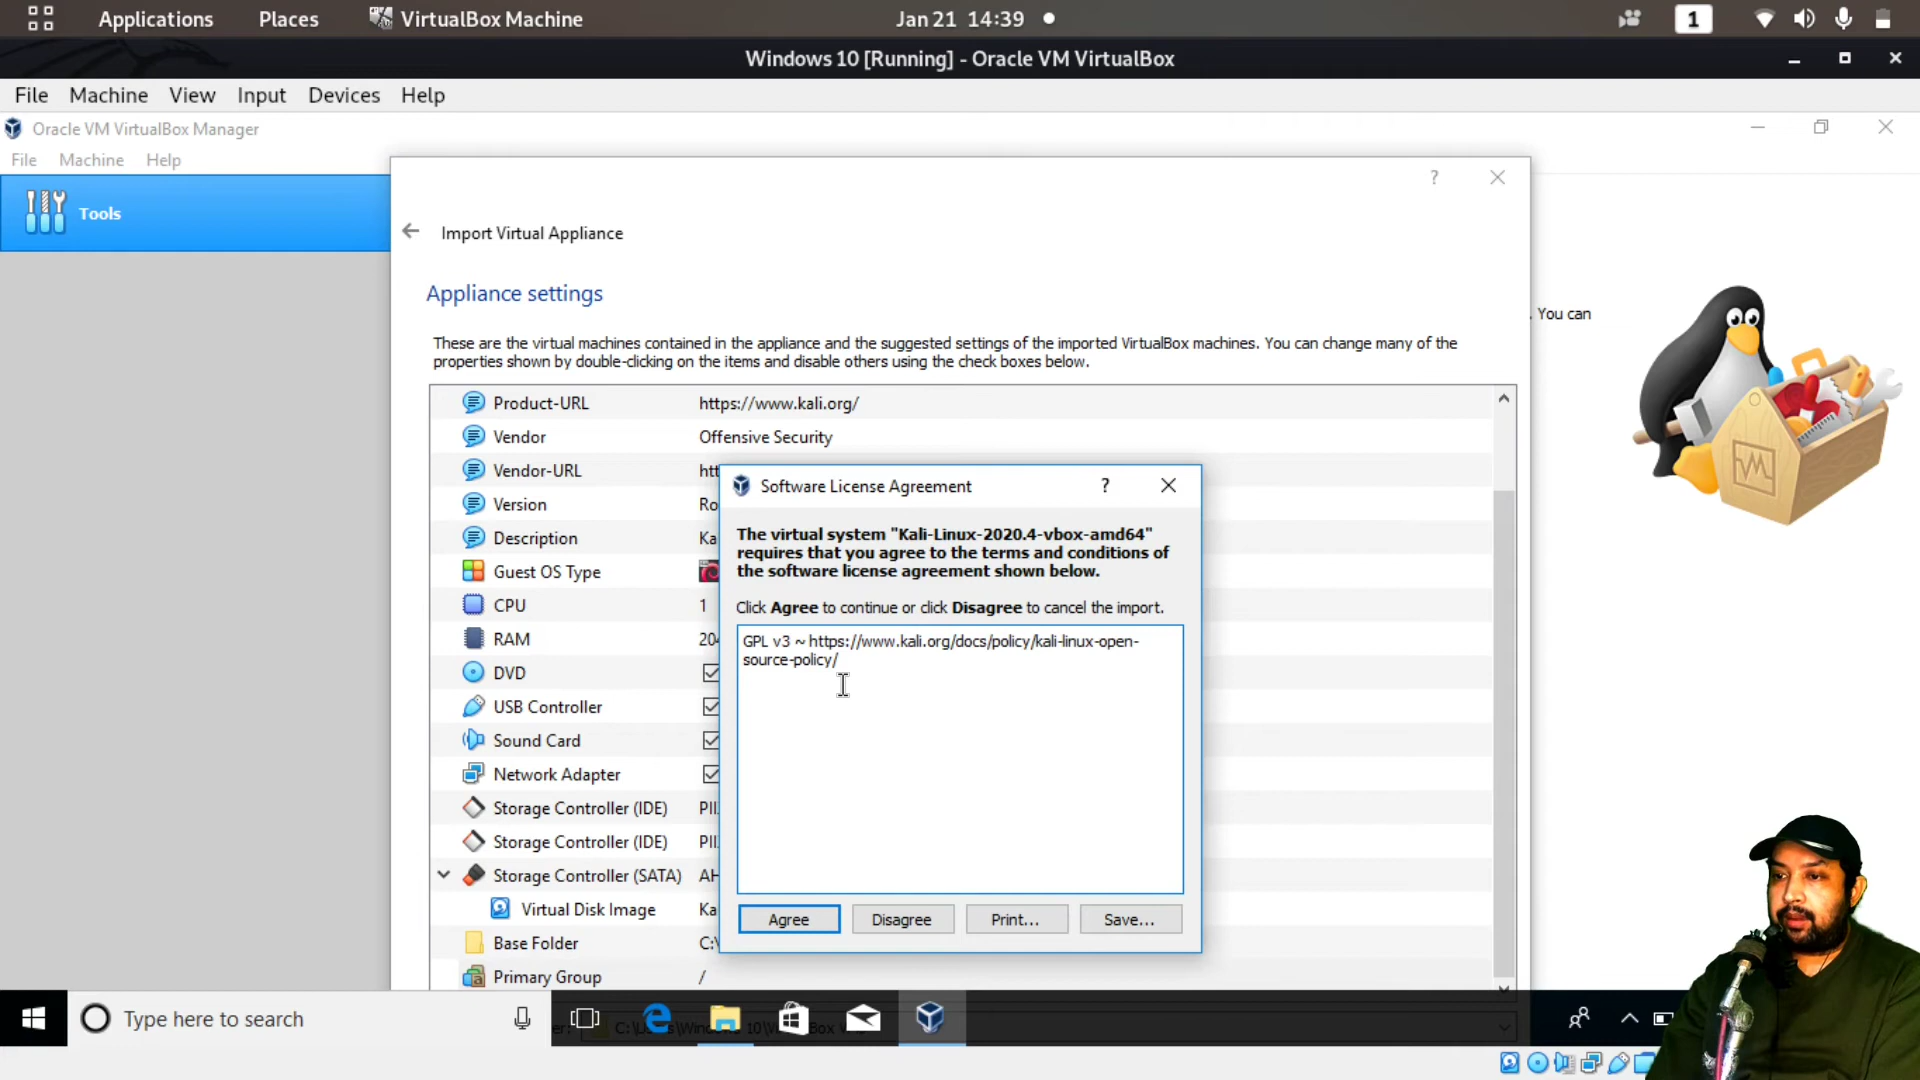 Applications Places VirtualBox Machine Jan 21 14:39 1
Windows 10 [Running] - Oracle VM VirtualBox
File Machine View Input Devices Help
Oracle VM VirtualBox Manager
File Machine Help
Tools
?
Import Virtual Appliance
Appliance settings
. You can
These are the virtual machines contained in the appliance and the suggested settings of the imported VirtualBox machines. You can change many of the
properties shown by double-clicking on the items and disable others using the check boxes below.
Product-URL https://www.kali.org/
Vendor Offensive Security
Vendor-URL htt
Version Ro
Description Ka
Guest OS Type
CPU 1
RAM 204
DVD
USB Controller
Sound Card
Network Adapter
Storage Controller (IDE) PII
Storage Controller (IDE) PII
Storage Controller (SATA) AH
Virtual Disk Image Ka
Base Folder C:\
Primary Group /
Software License Agreement ?
The virtual system "Kali-Linux-2020.4-vbox-amd64"
requires that you agree to the terms and conditions of
the software license agreement shown below.
Click Agree to continue or click Disagree to cancel the import.
GPL v3 ~ https://www.kali.org/docs/policy/kali-linux-open-
source-policy/
Agree Disagree Print... Save...
Type here to search